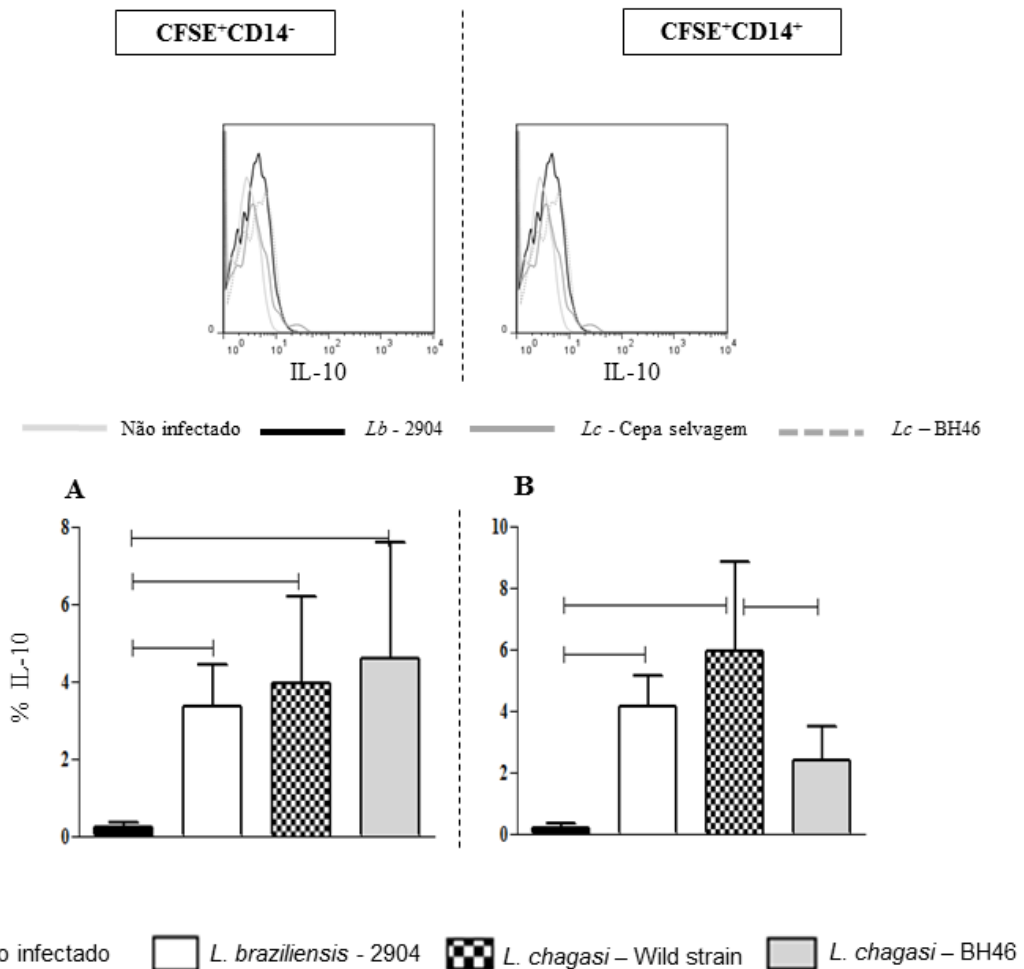 CFSE⁺CD14⁻
CFSE⁺CD14⁺
0
10⁰ 10¹ 10² 10³ 10⁴
IL-10
0
10⁰ 10¹ 10² 10³ 10⁴
IL-10
Não infectado
Lb - 2904
Lc - Cepa selvagem
Lc – BH46
A
% IL-10
8
6
4
2
0
B
10
8
6
4
2
0
o infectado
L. braziliensis - 2904
L. chagasi – Wild strain
L. chagasi – BH46